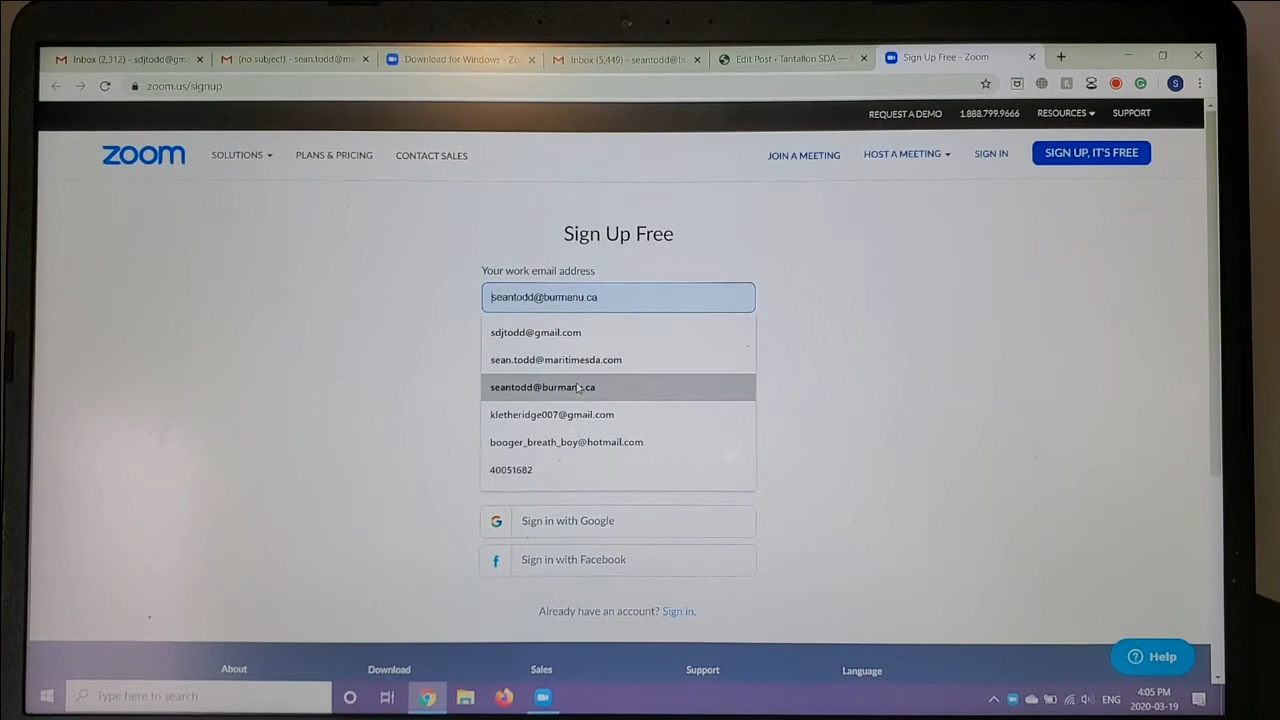 Inbox (2,312) - sdjtodd@gm
(no subject) - sean.todd@ma
Download for Windows - Zo
Inbox (5,449) - seantodd@b
Edit Post ‹ Tantallon SDA —
Sign Up Free - Zoom
zoom.us/signup
S
REQUEST A DEMO 1.888.799.9666 RESOURCES SUPPORT
zoom SOLUTIONS PLANS & PRICING CONTACT SALES JOIN A MEETING HOST A MEETING SIGN IN SIGN UP, IT'S FREE
Sign Up Free
Your work email address
seantodd@burmanu.ca
sdjtodd@gmail.com
sean.todd@maritimesda.com
seantodd@burmanu.ca
kletheridge007@gmail.com
booger_breath_boy@hotmail.com
40051682
Sign in with Google
Sign in with Facebook
Already have an account? Sign in.
About Download Sales Support Language
Help
Type here to search
ENG
4:05 PM
2020-03-19